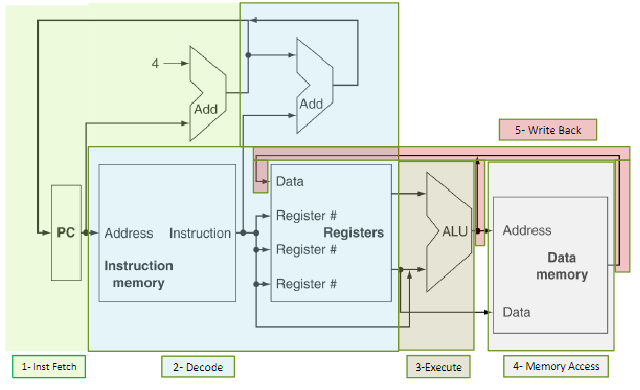 4
Add
Add
5- Write Back
Data
Register #
Register #
Register #
Registers
PC
Address
Instruction
Instruction
memory
ALU
Address
Data
memory
Data
1- Inst Fetch
2- Decode
3-Execute
4- Memory Access